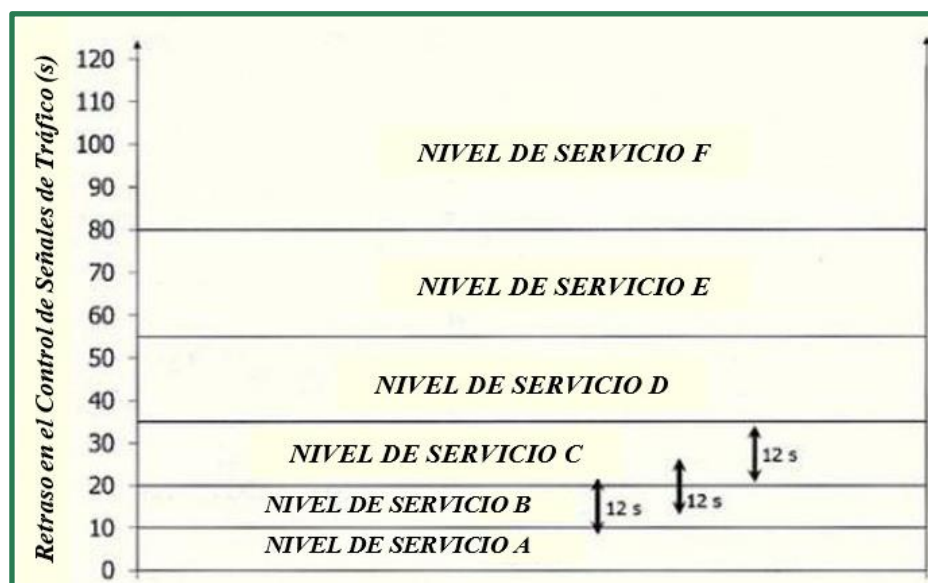 Retraso en el Control de Señales de Tráfico (s)
120
110
100
90
80
70
60
50
40
30
20
10
0
NIVEL DE SERVICIO F
NIVEL DE SERVICIO E
NIVEL DE SERVICIO D
NIVEL DE SERVICIO C
12 s
NIVEL DE SERVICIO B
12 s
12 s
NIVEL DE SERVICIO A